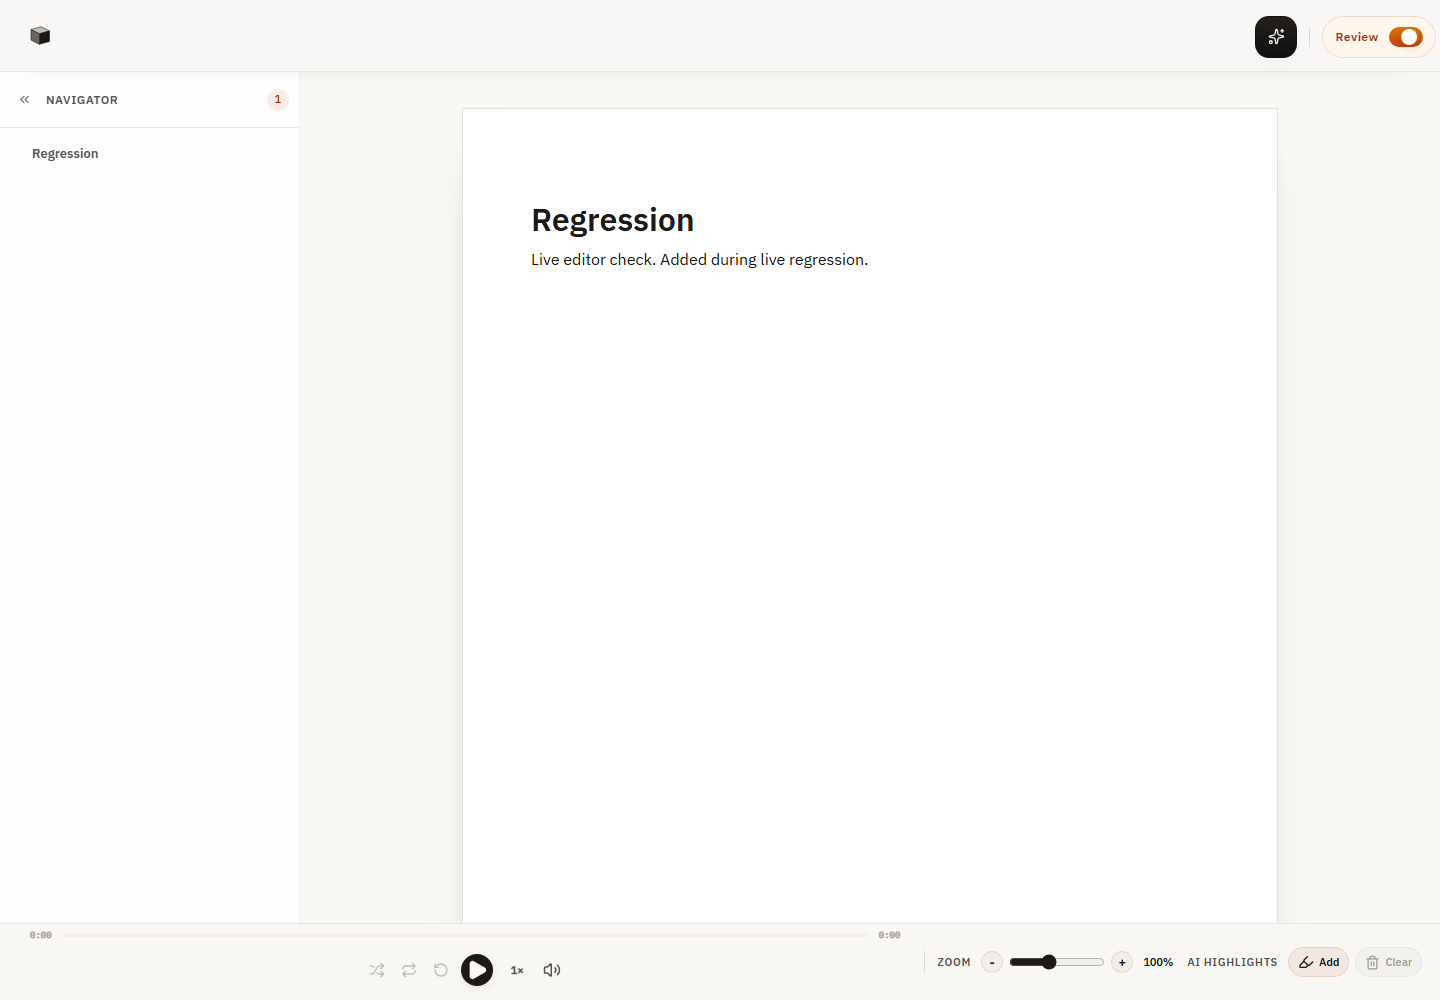 Review
NAVIGATOR
1
Regression
Regression
Live editor check. Added during live regression.
0:00
0:00
1×
ZOOM
-
+
100%
AI HIGHLIGHTS
Add
Clear